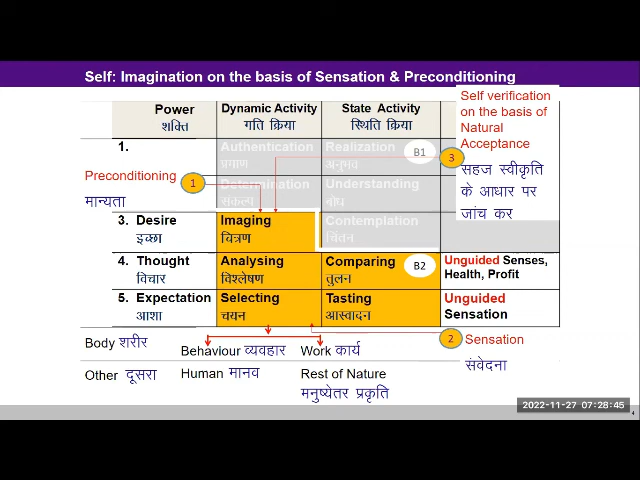 Self: Imagination on the basis of Sensation & Preconditioning
Self verification
on the basis of
Natural
Acceptance
सहज स्वीकृति
के आधार पर
जांच कर
3
Power
शक्ति
Dynamic Activity
गति क्रिया
State Activity
स्थिति क्रिया
1.
Authentication
प्रमाण
Realization
अनुभव
B1
Preconditioning
मान्यता
1
Determination
संकल्प
Understanding
बोध
3. Desire
इच्छा
Imaging
चित्रण
Contemplation
चिंतन
4. Thought
विचार
Analysing
विश्लेषण
Comparing
तुलन
B2
Unguided Senses,
Health, Profit
5. Expectation
आशा
Selecting
चयन
Tasting
आस्वादन
Unguided
Sensation
Body शरीर
Behaviour व्यवहार
Work कार्य
2
Sensation
संवेदना
Other दूसरा
Human मानव
Rest of Nature
मनुष्येतर प्रकृति
2022-11-27 07:28:45
4